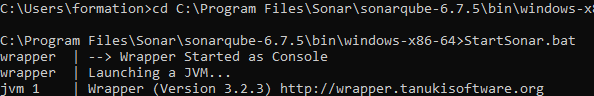 C:\Users\formation>cd C:\Program Files\Sonar\sonarqube-6.7.5\bin\windows-x8
C:\Program Files\Sonar\sonarqube-6.7.5\bin\windows-x86-64>StartSonar.bat
wrapper | --> Wrapper Started as Console
wrapper | Launching a JVM...
jvm 1 | Wrapper (Version 3.2.3) http://wrapper.tanukisoftware.org